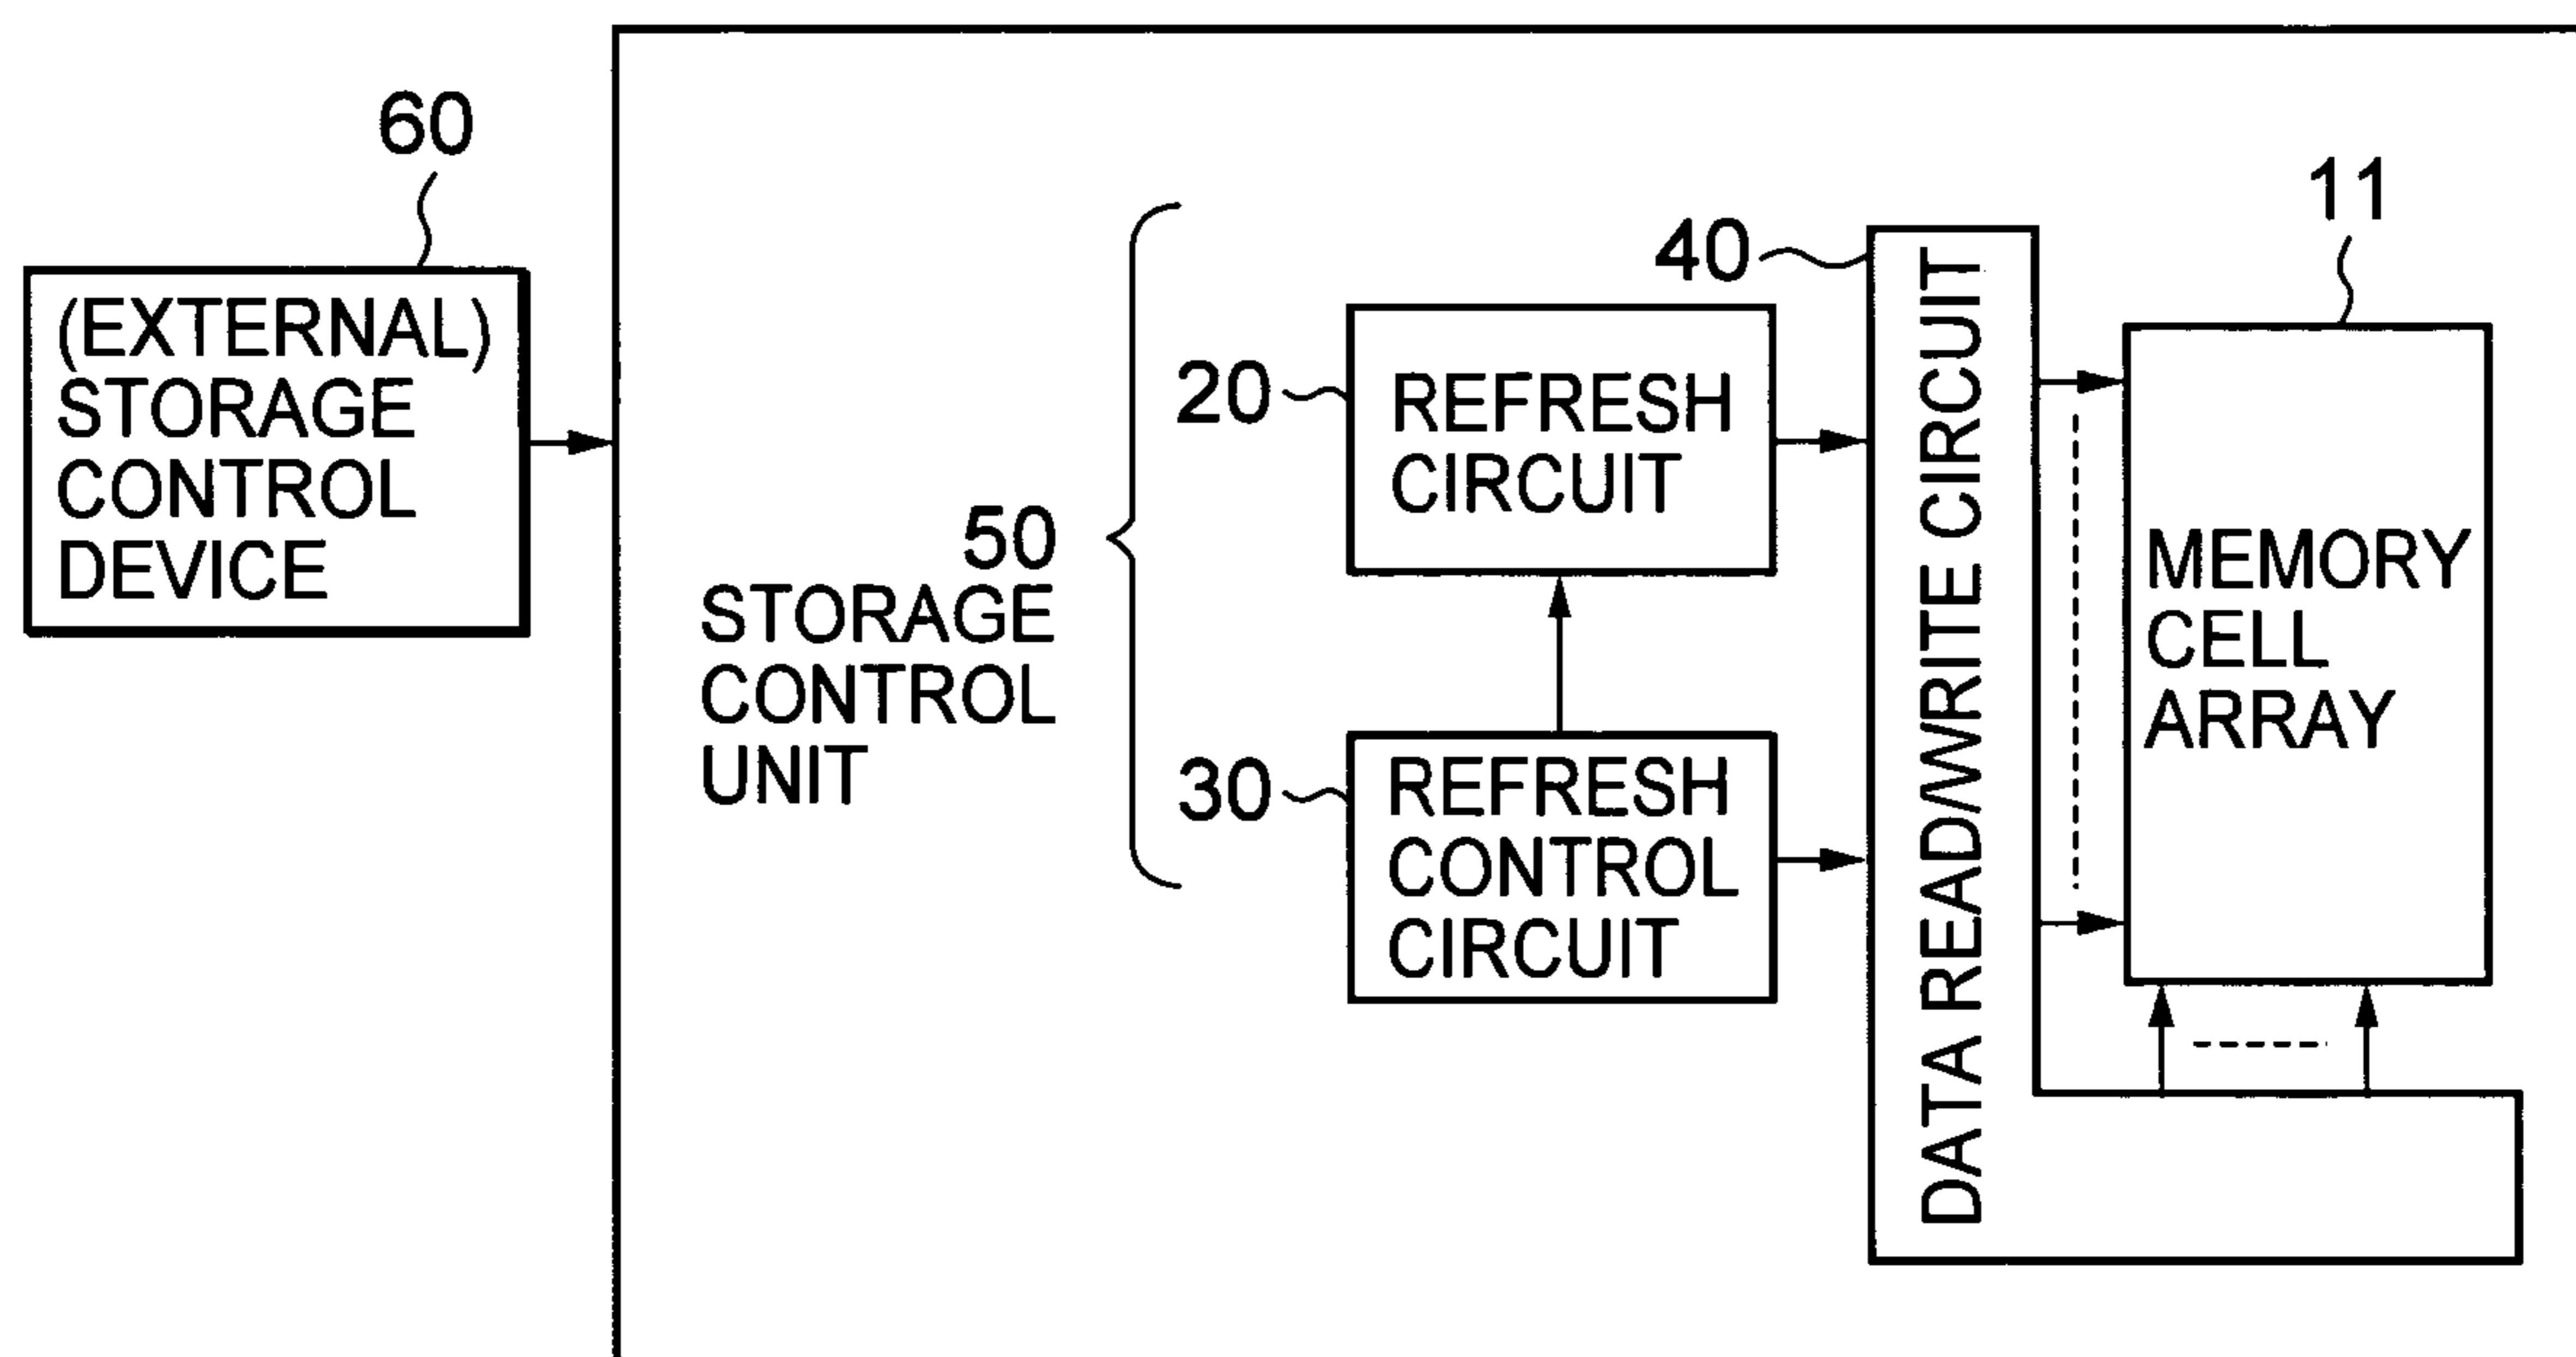 60
(EXTERNAL)
STORAGE
CONTROL
DEVICE
50
STORAGE
CONTROL
UNIT
20
REFRESH
CIRCUIT
30
REFRESH
CONTROL
CIRCUIT
40
DATA READ/WRITE CIRCUIT
11
MEMORY
CELL
ARRAY